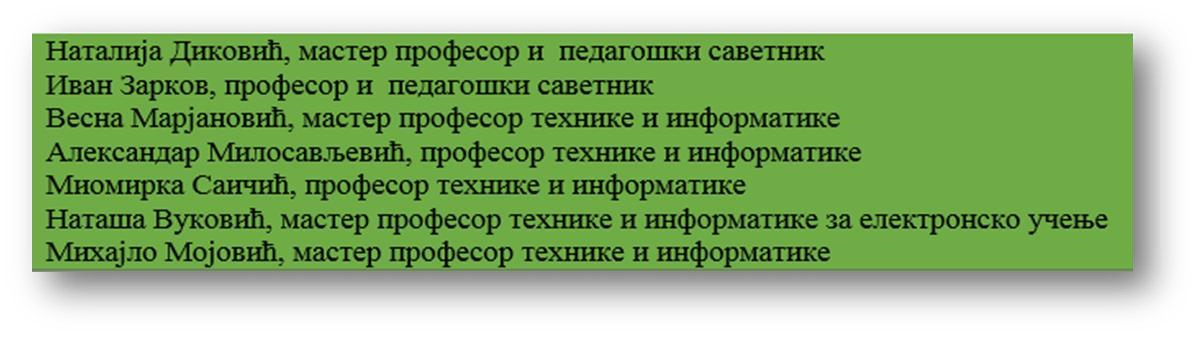 Наталија Диковић, мастер професор и  педагошки саветник
Иван Зарков, професор и  педагошки саветник
Весна Марјановић, мастер професор технике и информатике
Александар Милосављевић, професор технике и информатике
Миомирка Саичић, професор технике и информатике
Наташа Вуковић, мастер професор технике и информатике за електронско учење
Михајло Мојовић, мастер професор технике и информатике